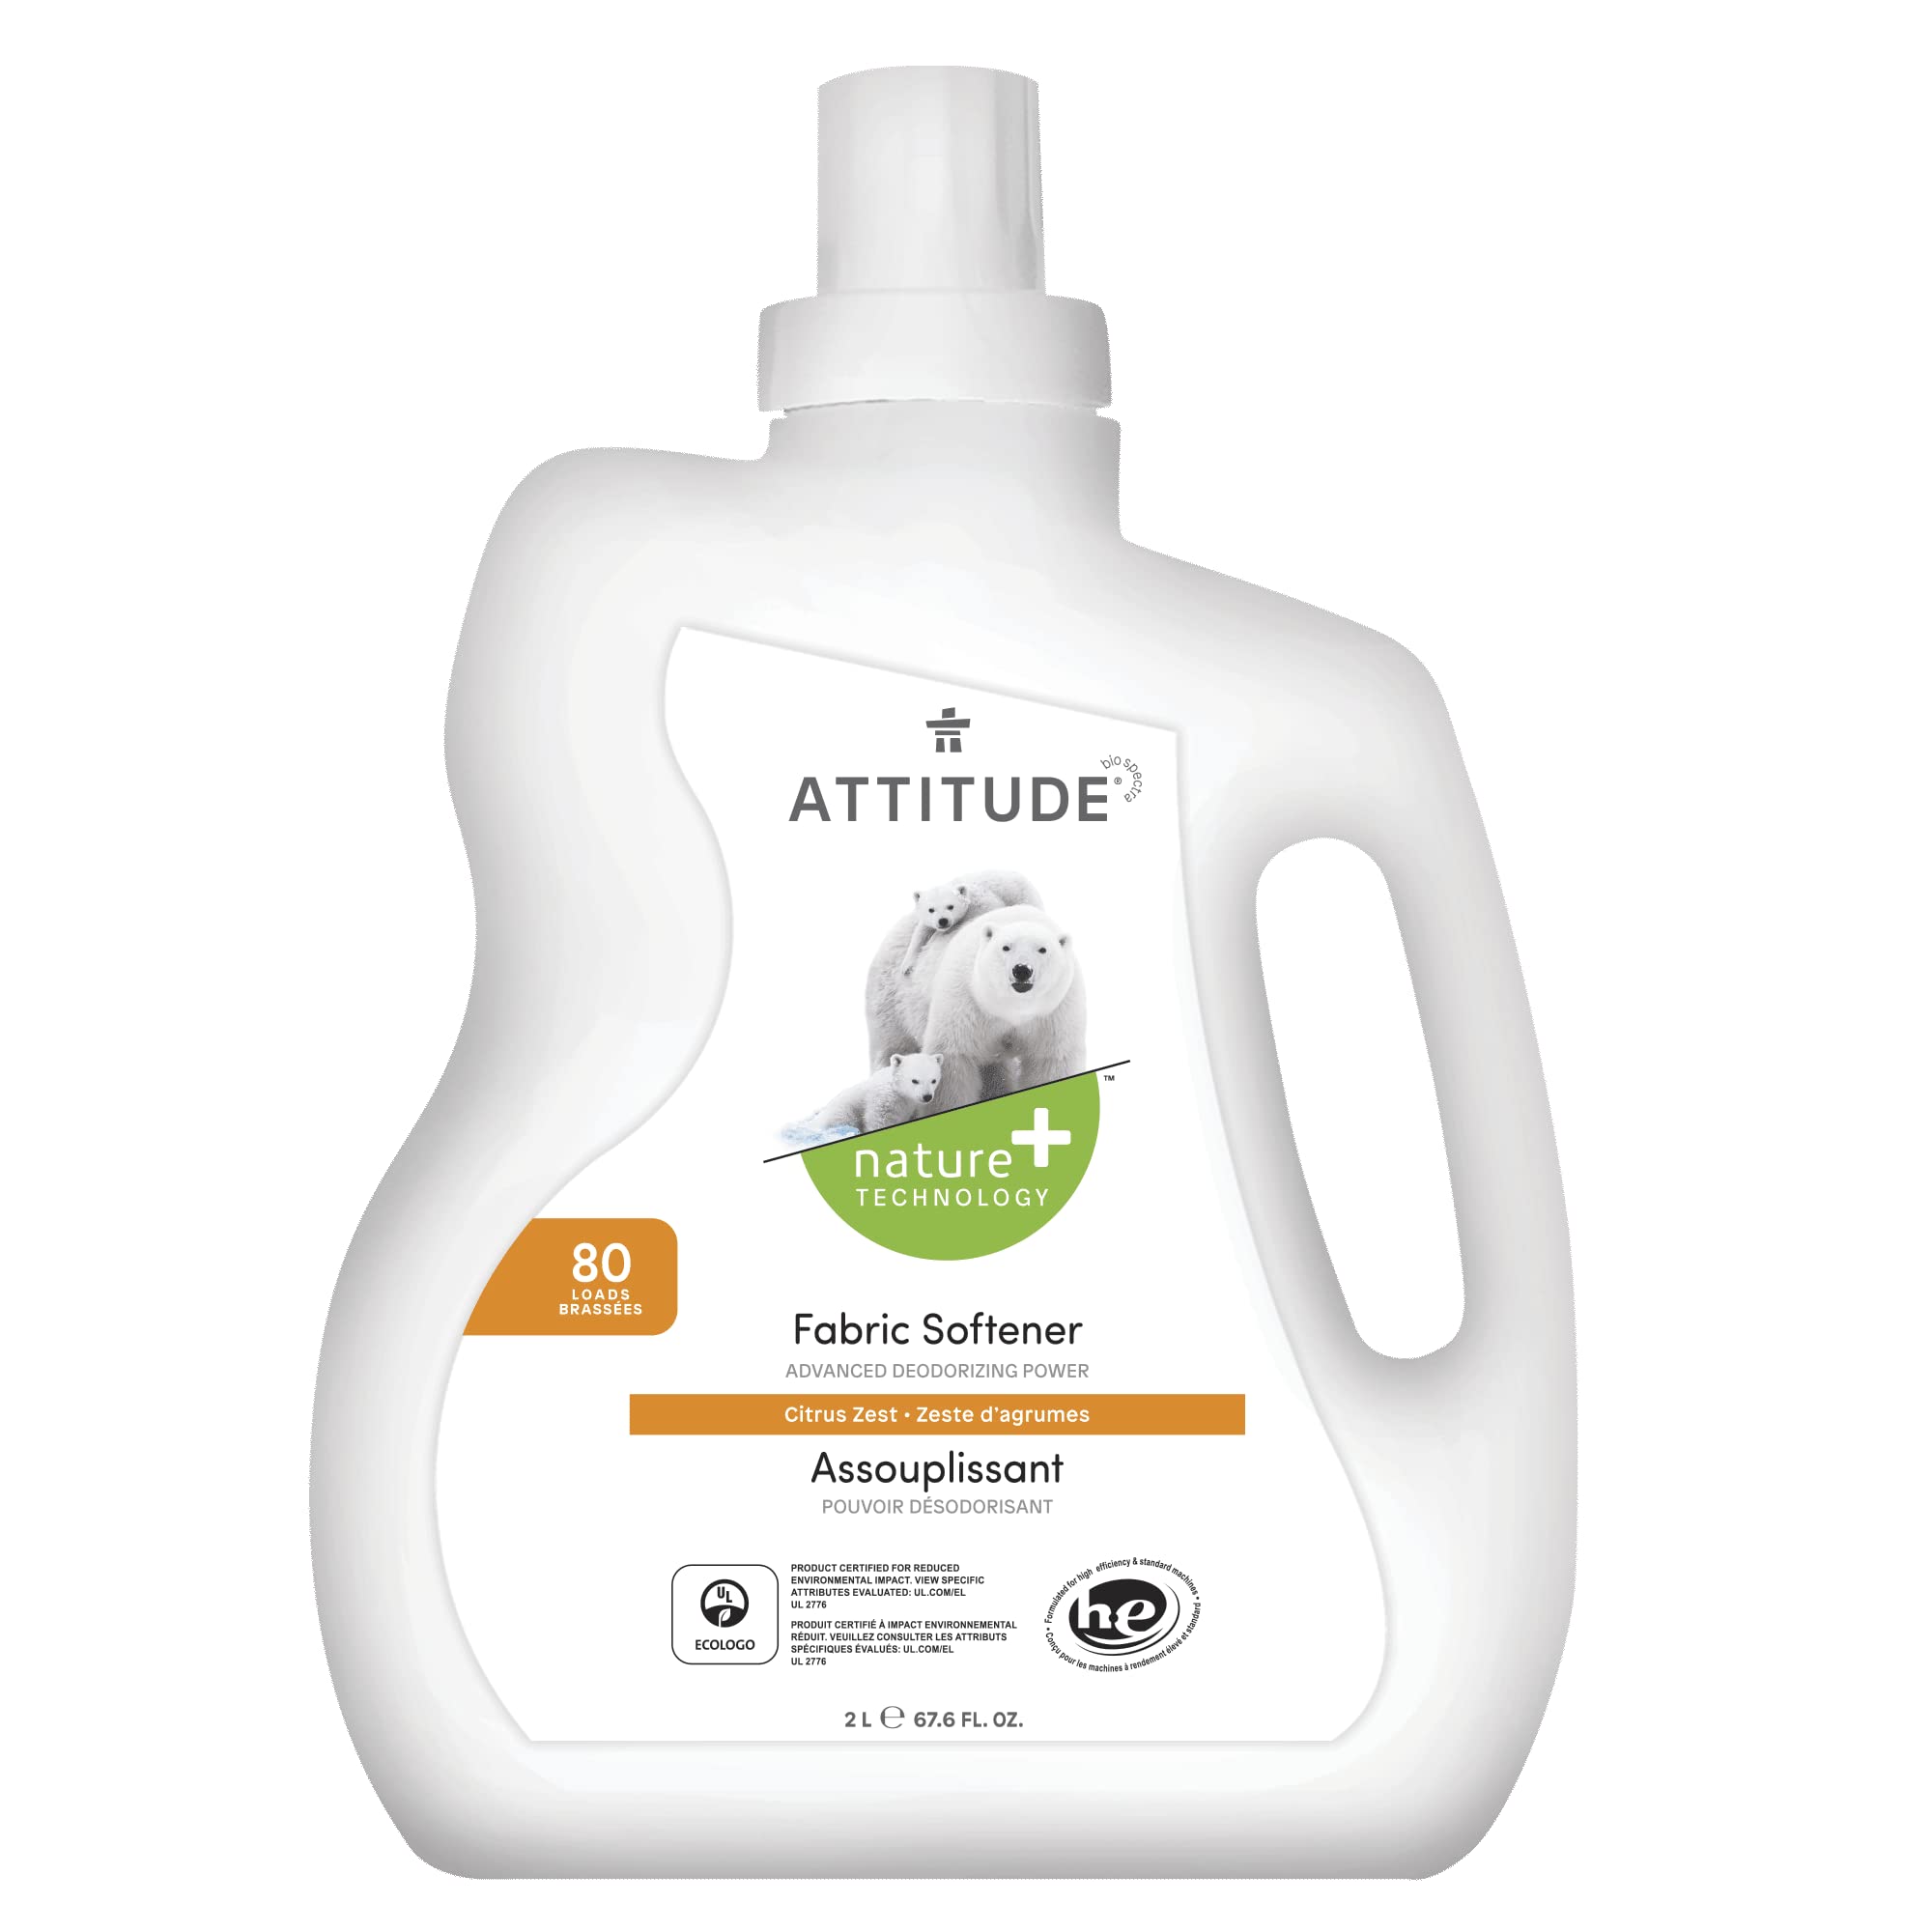 ATTITUDE®
bio spectra
™
nature+
TECHNOLOGY
80
LOADS
BRASSÉES
Fabric Softener
ADVANCED DEODORIZING POWER
Citrus Zest • Zeste d'agrumes
Assouplissant
POUVOIR DÉSODORISANT
UL
ECOLOGO
PRODUCT CERTIFIED FOR REDUCED
ENVIRONMENTAL IMPACT. VIEW SPECIFIC
ATTRIBUTES EVALUATED: UL.COM/EL
UL 2776
PRODUIT CERTIFIÉ À IMPACT ENVIRONNEMENTAL
RÉDUIT. VEUILLEZ CONSULTER LES ATTRIBUTS
SPÉCIFIQUES ÉVALUÉS: UL.COM/EL
UL 2776
• Formulated for high efficiency & standard machines •
he
• Conçu pour les machines à rendement élevé et standard •
2 L ℮ 67.6 FL. OZ.